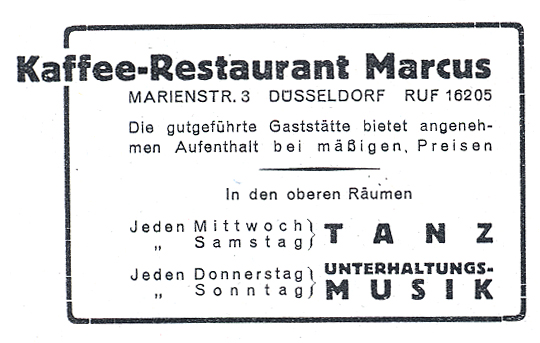 Kaffee-Restaurant Marcus
MARIENSTR. 3 DÜSSELDORF RUF 16205
Die gutgeführte Gaststätte bietet angeneh-
men Aufenthalt bei mäßigen, Preisen
In den oberen Räumen
Jeden Mittwoch } TANZ
„ Samstag }
Jeden Donnerstag } UNTERHALTUNGS-
„ Sonntag } MUSIK